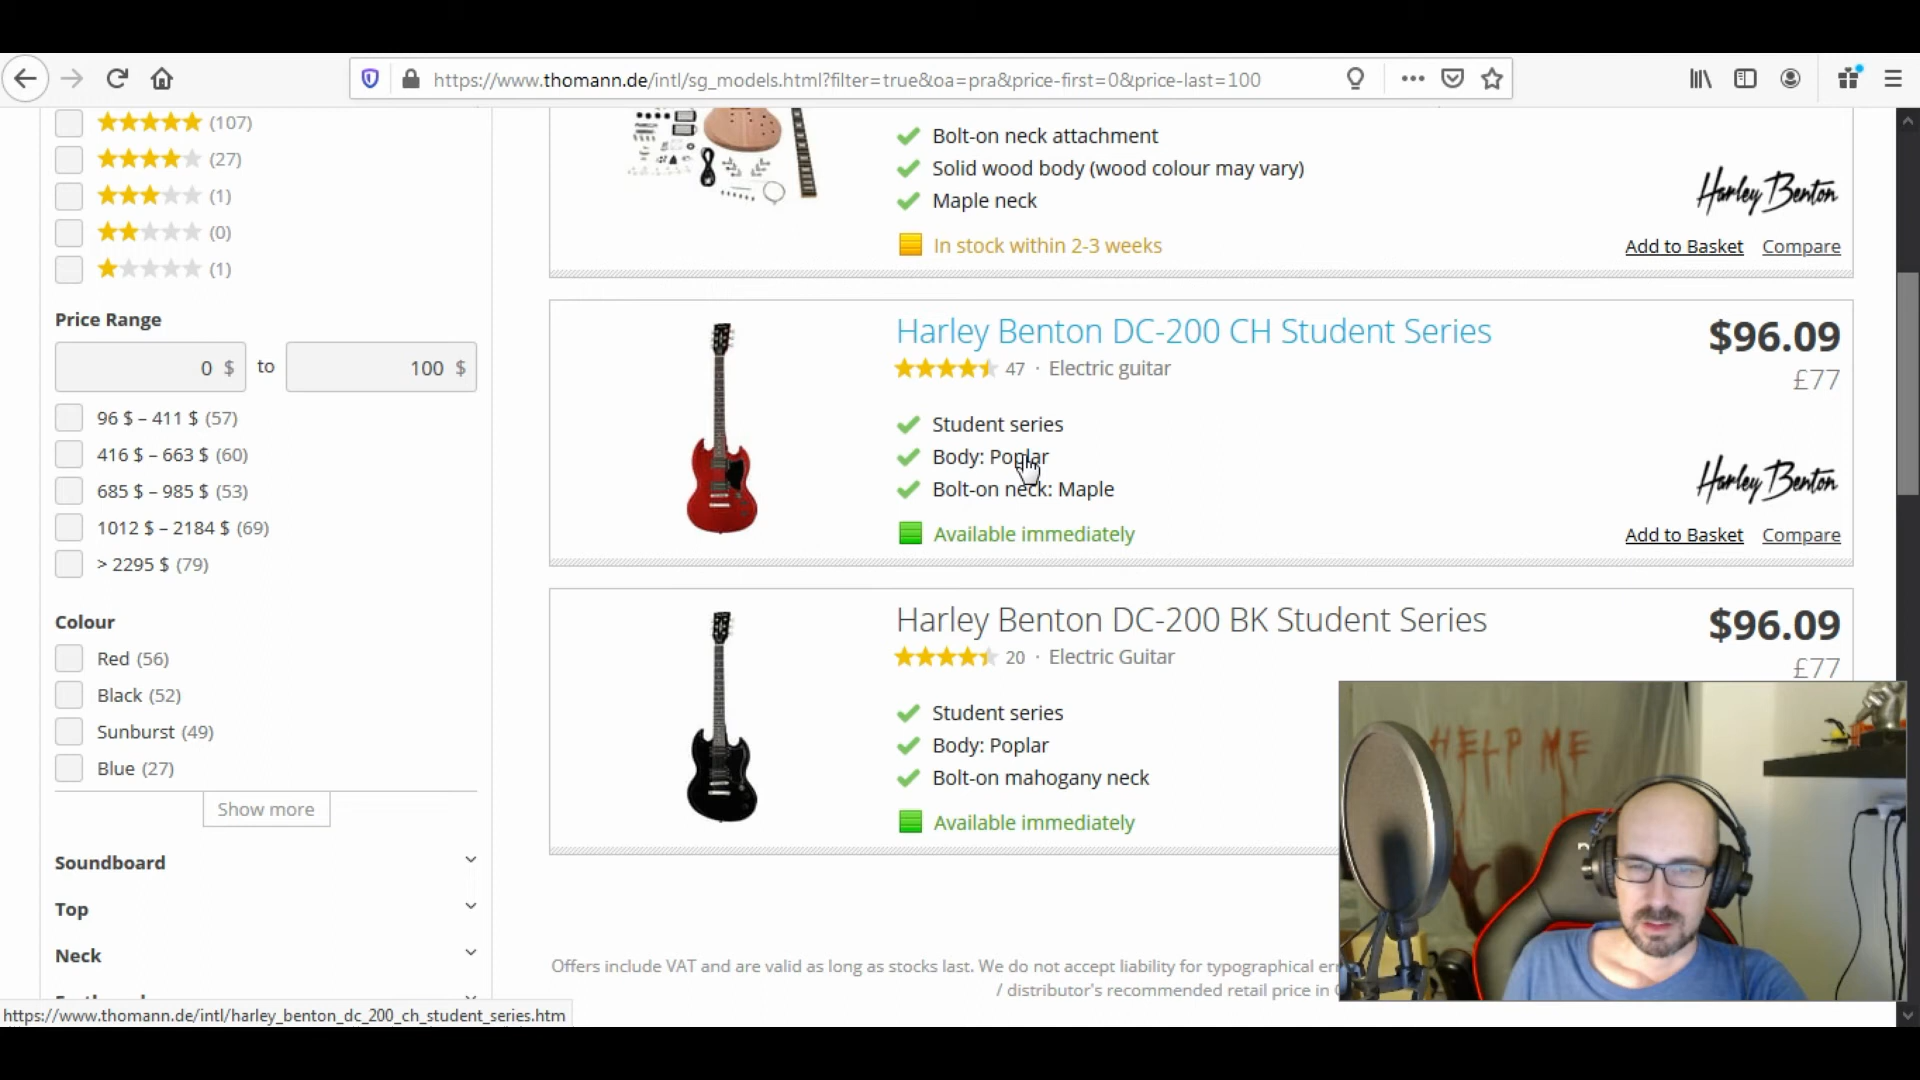 https://www.thomann.de/intl/sg_models.html?filter=true&oa=pra&price-first=0&price-last=100
(107)
(27)
(1)
(0)
(1)
Price Range
0 $ to 100 $
96 $ – 411 $ (57)
416 $ – 663 $ (60)
685 $ – 985 $ (53)
1012 $ – 2184 $ (69)
> 2295 $ (79)
Colour
Red (56)
Black (52)
Sunburst (49)
Blue (27)
Show more
Soundboard
Top
Neck
Bolt-on neck attachment
Solid wood body (wood colour may vary)
Maple neck
In stock within 2-3 weeks
Harley Benton
Add to Basket Compare
Harley Benton DC-200 CH Student Series
$96.09
47 · Electric guitar
£77
Student series
Body: Poplar
Bolt-on neck: Maple
Available immediately
Harley Benton
Add to Basket Compare
Harley Benton DC-200 BK Student Series
$96.09
20 · Electric Guitar
£77
Student series
Body: Poplar
Bolt-on mahogany neck
Available immediately
HELP ME
Offers include VAT and are valid as long as stocks last. We do not accept liability for typographical
/ distributor's recommended retail price in
https://www.thomann.de/intl/harley_benton_dc_200_ch_student_series.htm